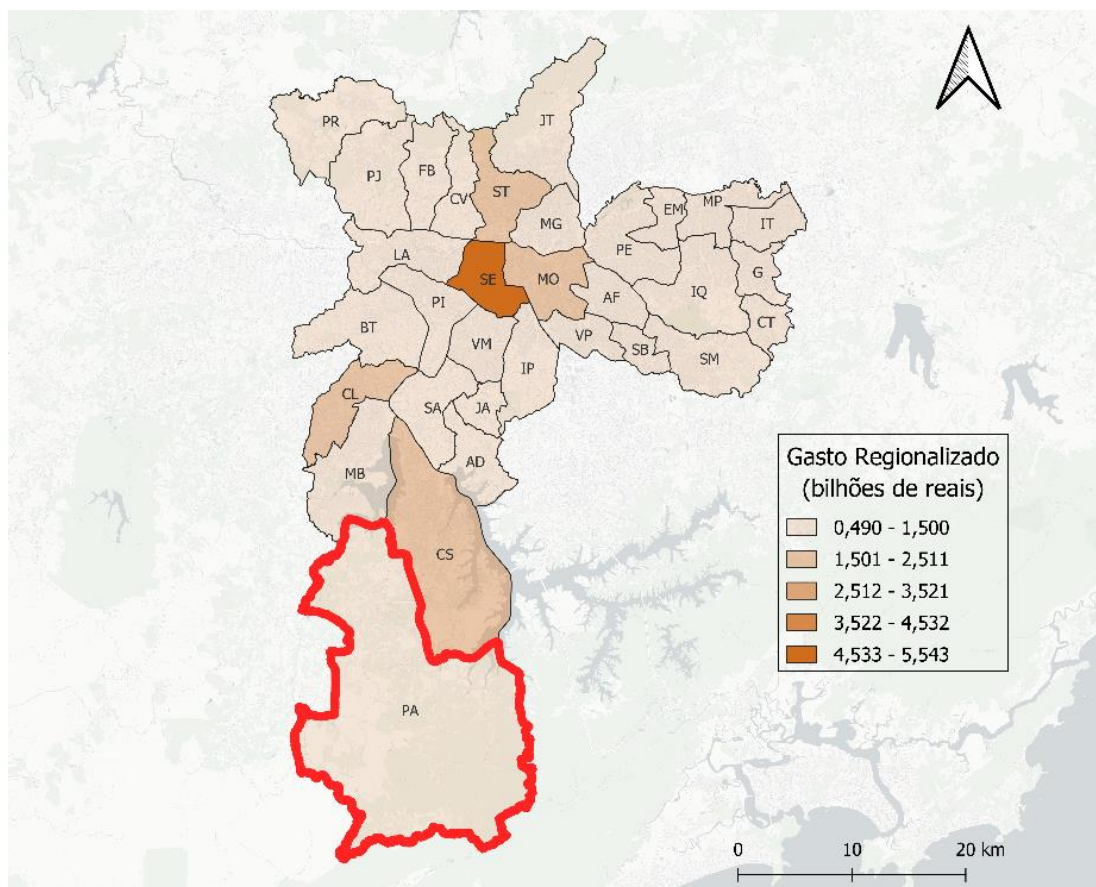 JT
PR
PJ
FB
CV
ST
MG
EM
MP
IT
PE
LA
SE
MO
G
IQ
AF
PI
CT
BT
VM
VP
SB
SM
IP
CL
SA
JA
AD
MB
CS
PA
Gasto Regionalizado
(bilhões de reais)
0,490 - 1,500
1,501 - 2,511
2,512 - 3,521
3,522 - 4,532
4,533 - 5,543
0 10 20 km